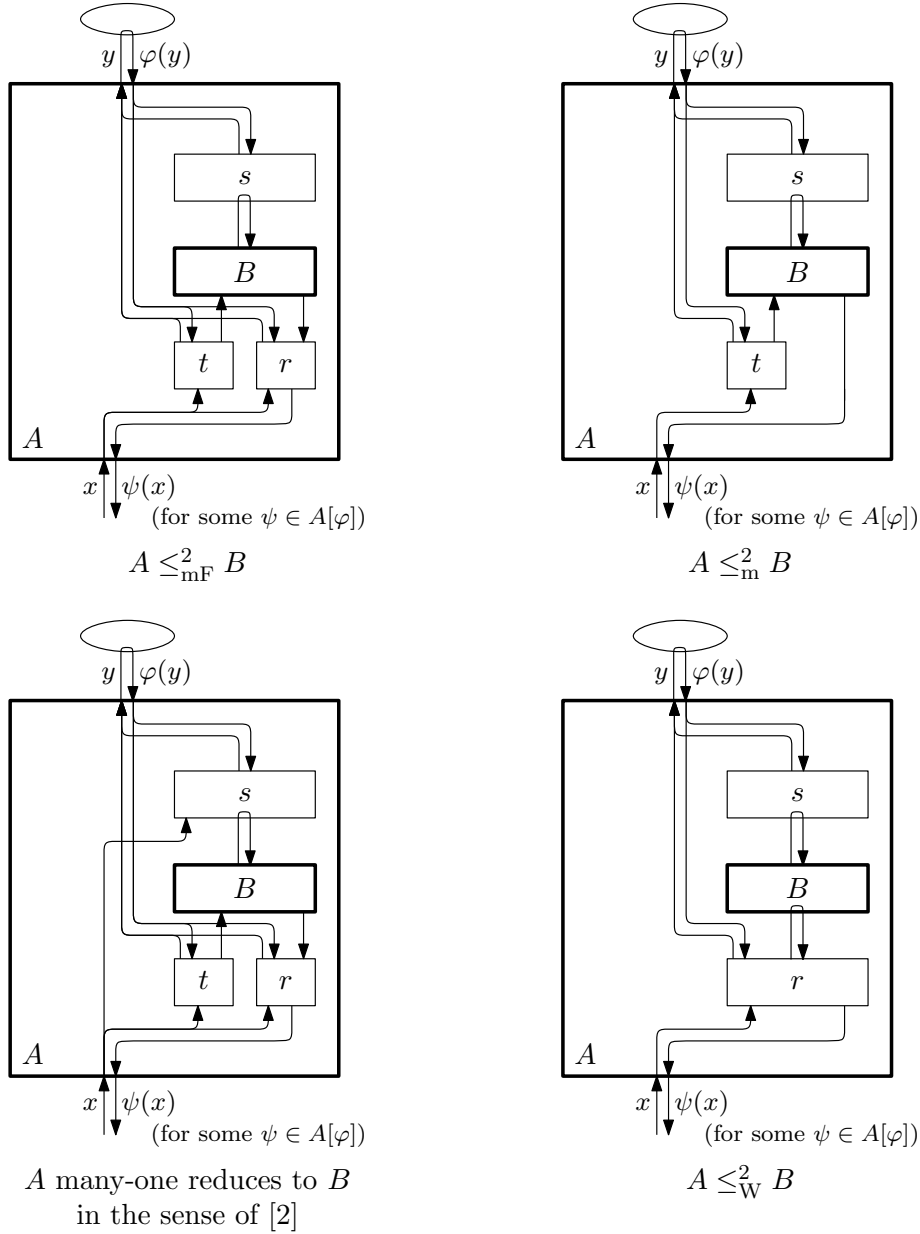 y φ(y)
s
B
t r
A
x ψ(x)
(for some ψ ∈ A[φ])
A ≤²_mF B
y φ(y)
s
B
t
A
x ψ(x)
(for some ψ ∈ A[φ])
A ≤²_m B
y φ(y)
s
B
t r
A
x ψ(x)
(for some ψ ∈ A[φ])
A many-one reduces to B
in the sense of [2]
y φ(y)
s
B
r
A
x ψ(x)
(for some ψ ∈ A[φ])
A ≤²_W B